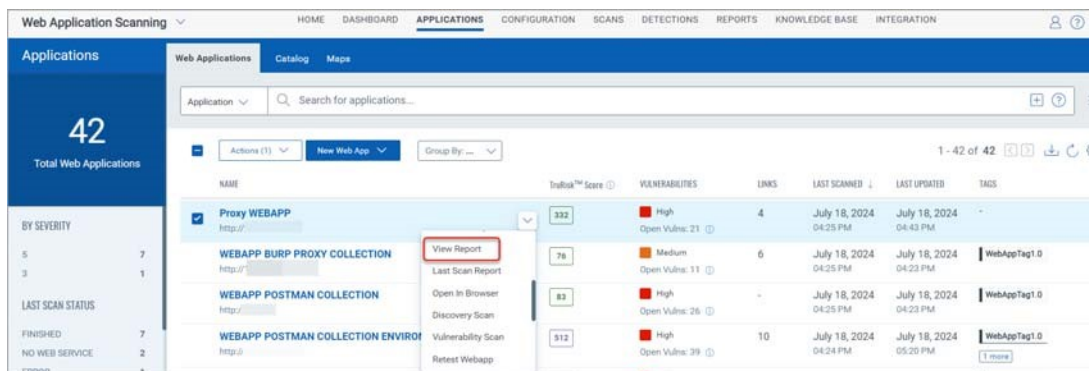 Web Application Scanning
HOME DASHBOARD APPLICATIONS CONFIGURATION SCANS DETECTIONS REPORTS KNOWLEDGE BASE INTEGRATION
Applications
Web Applications Catalog Maps
Application Search for applications...
42
Total Web Applications
Actions (1) New Web App Group By: ...
1 - 42 of 42
NAME TruRisk™ Score VULNERABILITIES LINKS LAST SCANNED ↓ LAST UPDATED TAGS
BY SEVERITY
5 7
3 1
LAST SCAN STATUS
FINISHED 7
NO WEB SERVICE 2
Proxy WEBAPP 332 High 4 July 18, 2024 July 18, 2024 -
http:// Open Vulns: 21 04:25 PM 04:43 PM
WEBAPP BURP PROXY COLLECTION 76 Medium 6 July 18, 2024 July 18, 2024 WebAppTag1.0
http:// Open Vulns: 11 04:25 PM 04:23 PM
WEBAPP POSTMAN COLLECTION 83 High - July 18, 2024 July 18, 2024 WebAppTag1.0
http:/ Open Vulns: 26 04:25 PM 04:23 PM
WEBAPP POSTMAN COLLECTION ENVIRO 512 High 10 July 18, 2024 July 18, 2024 WebAppTag1.0
http:// Open Vulns: 39 04:24 PM 05:20 PM 1 more
View Report
Last Scan Report
Open In Browser
Discovery Scan
Vulnerability Scan
Retest Webapp